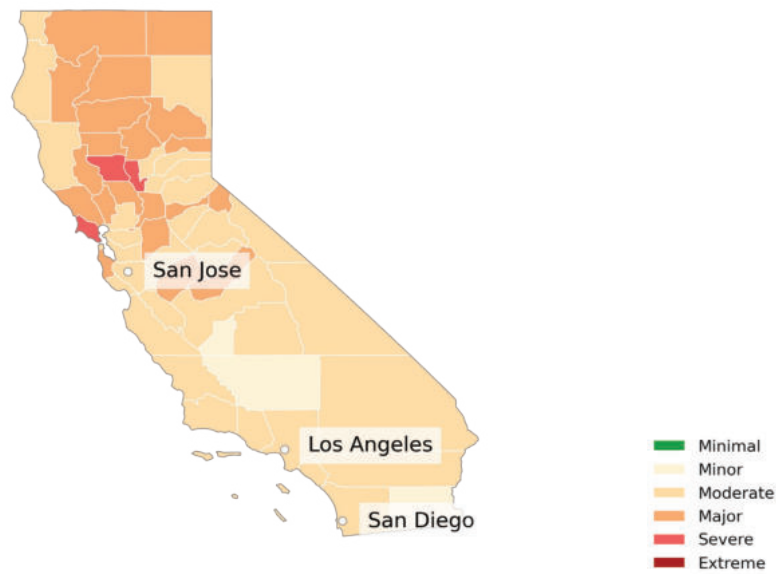 San Jose
Los Angeles
San Diego
Minimal
Minor
Moderate
Major
Severe
Extreme